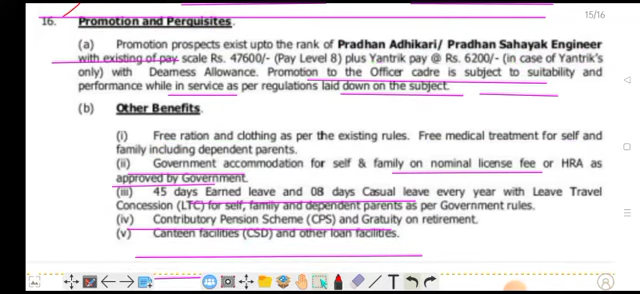 15/16
16. Promotion and Perquisites.
(a) Promotion prospects exist upto the rank of Pradhan Adhikari/ Pradhan Sahayak Engineer
with existing of pay scale Rs. 47600/- (Pay Level 8) plus Yantrik pay @ Rs. 6200/- (in case of Yantrik's
only) with Dearness Allowance. Promotion to the Officer cadre is subject to suitability and
performance while in service as per regulations laid down on the subject.
(b) Other Benefits.
(i) Free ration and clothing as per the existing rules. Free medical treatment for self and
family including dependent parents.
(ii) Government accommodation for self & family on nominal license fee or HRA as
approved by Government.
(iii) 45 days Earned leave and 08 days Casual leave every year with Leave Travel
Concession (LTC) for self, family and dependent parents as per Government rules.
(iv) Contributory Pension Scheme (CPS) and Gratuity on retirement.
(v) Canteen facilities (CSD) and other loan facilities.
T